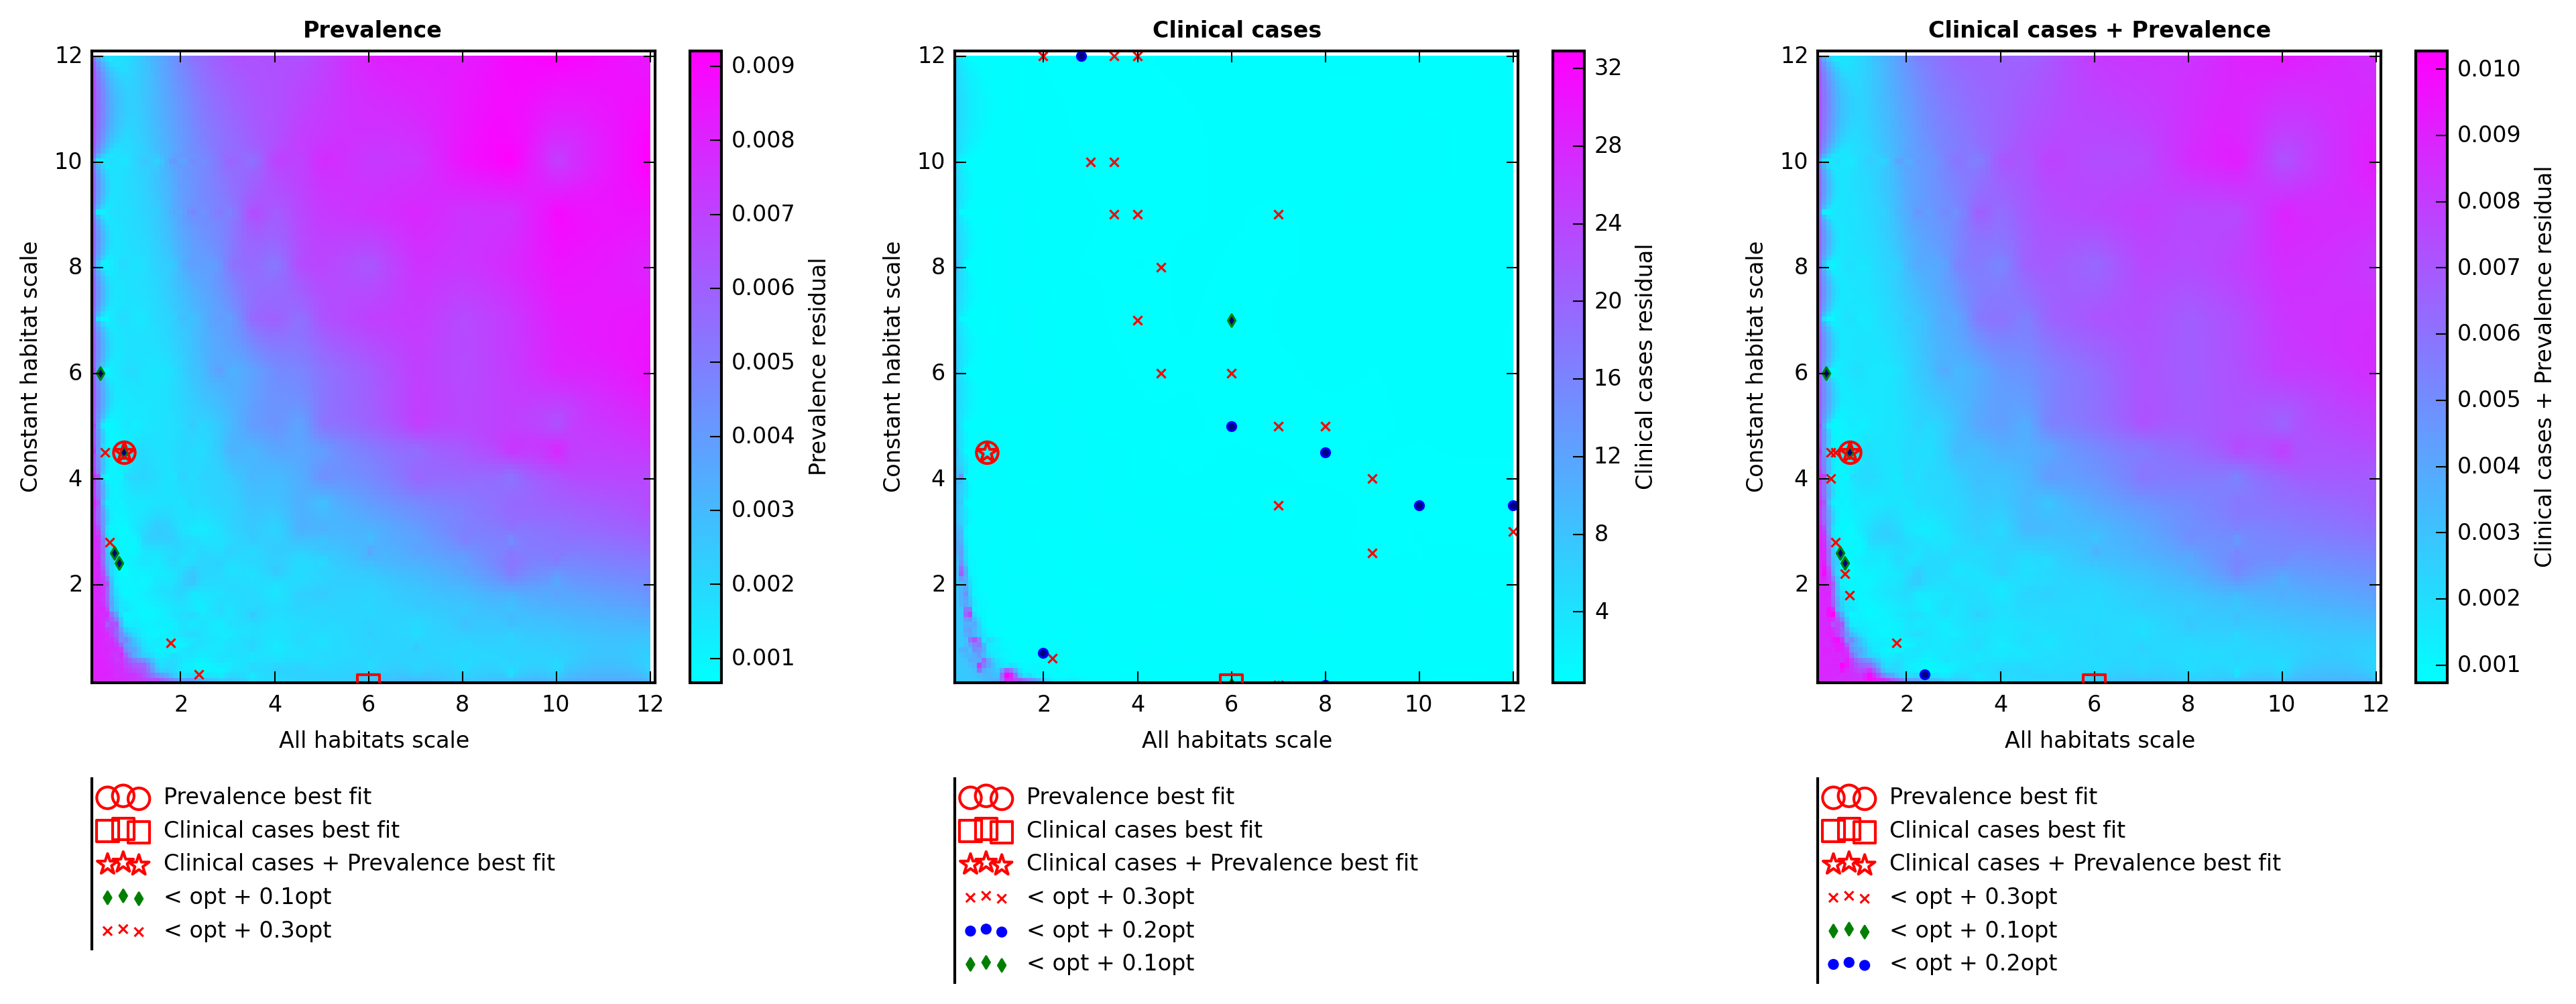 Prevalence
12
10
8
6
4
2
2 4 6 8 10 12
Constant habitat scale
All habitats scale
0.009
0.008
0.007
0.006
0.005
0.004
0.003
0.002
0.001
Prevalence residual
Prevalence best fit
Clinical cases best fit
Clinical cases + Prevalence best fit
< opt + 0.1opt
< opt + 0.3opt
Clinical cases
12
10
8
6
4
2
2 4 6 8 10 12
Constant habitat scale
All habitats scale
32
28
24
20
16
12
8
4
Clinical cases residual
Prevalence best fit
Clinical cases best fit
Clinical cases + Prevalence best fit
< opt + 0.3opt
< opt + 0.2opt
< opt + 0.1opt
Clinical cases + Prevalence
12
10
8
6
4
2
2 4 6 8 10 12
Constant habitat scale
All habitats scale
0.010
0.009
0.008
0.007
0.006
0.005
0.004
0.003
0.002
0.001
Clinical cases + Prevalence residual
Prevalence best fit
Clinical cases best fit
Clinical cases + Prevalence best fit
< opt + 0.3opt
< opt + 0.1opt
< opt + 0.2opt